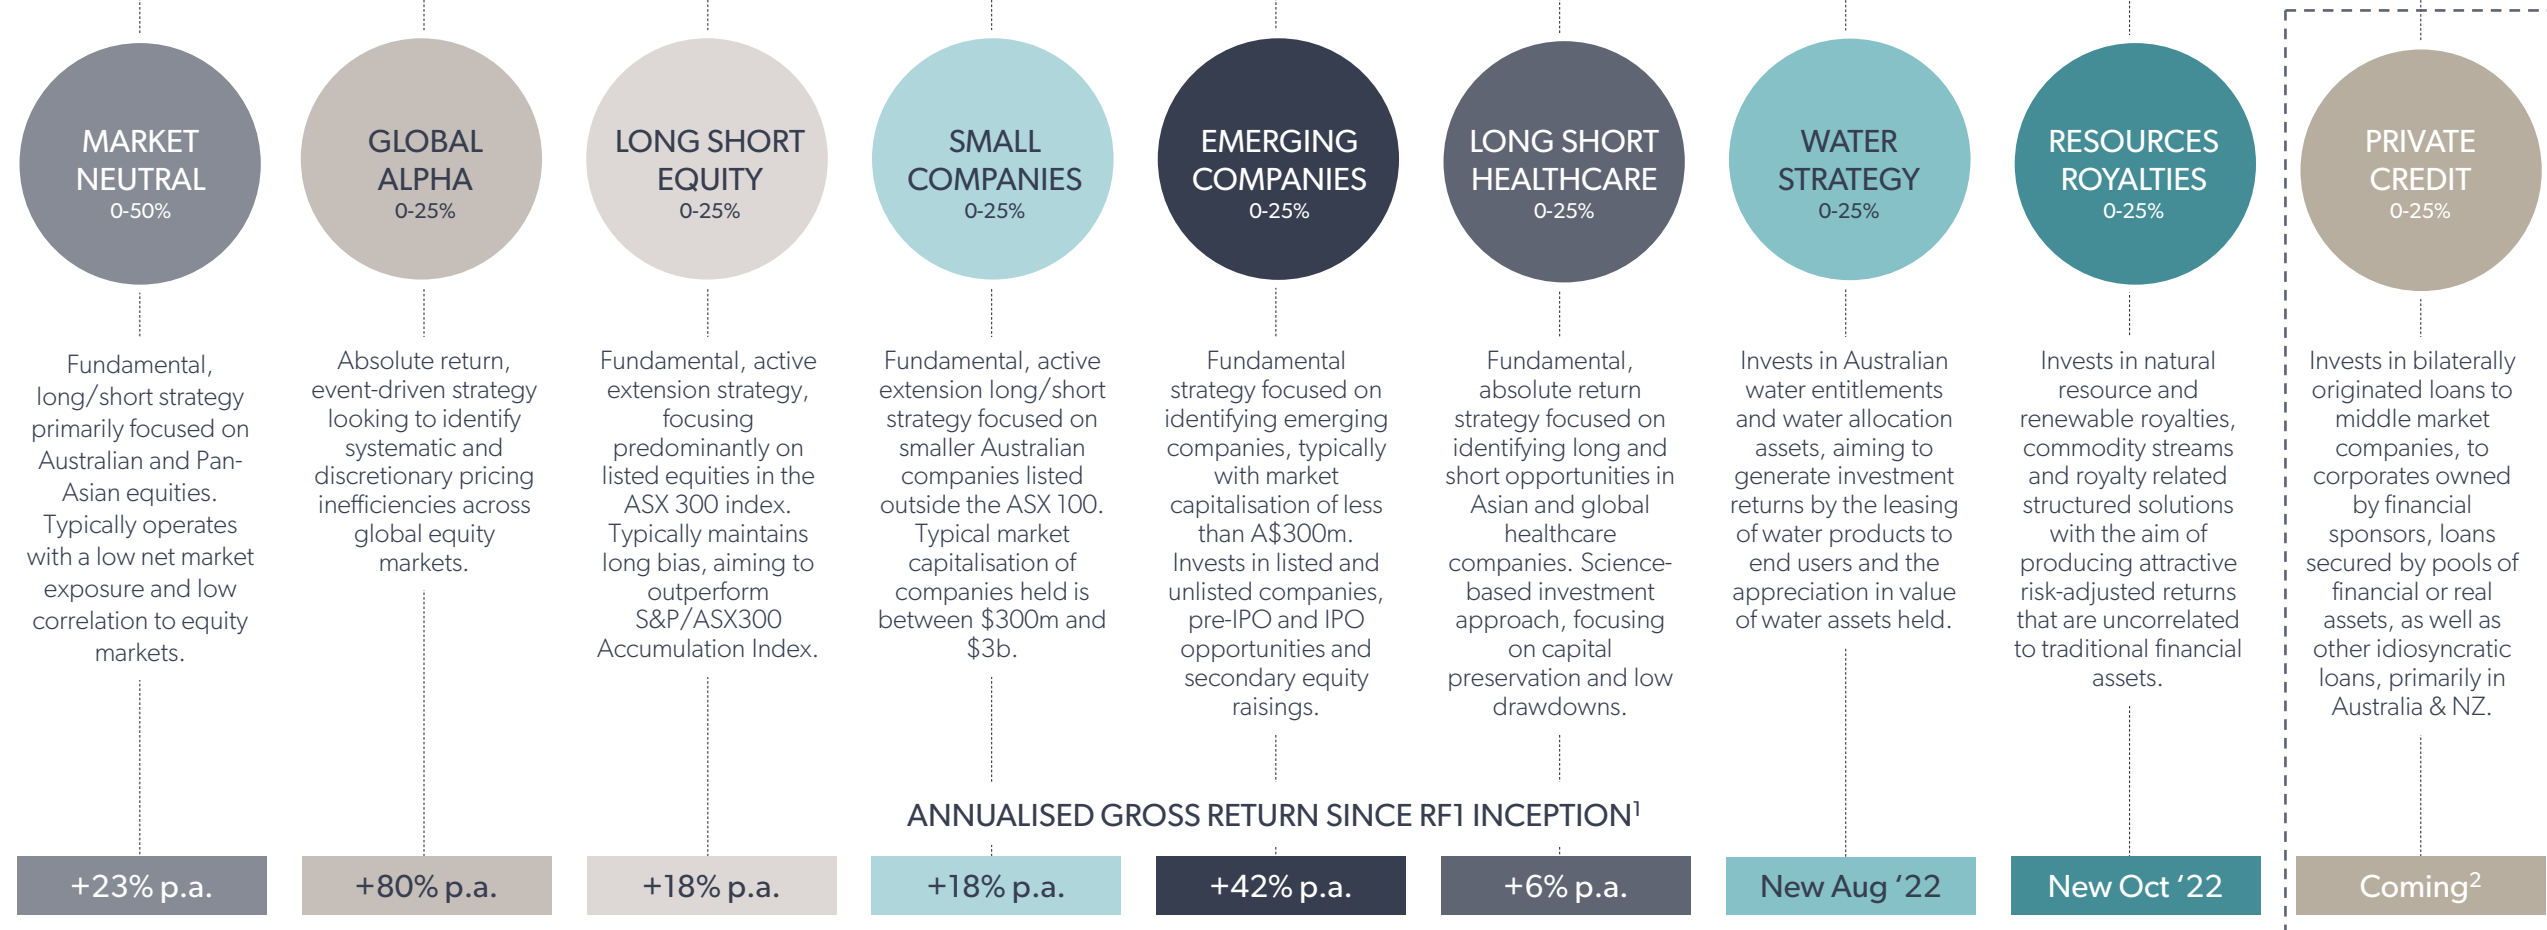 MARKET
NEUTRAL
0-50%
Fundamental,
long/short strategy
primarily focused on
Australian and Pan-
Asian equities.
Typically operates
with a low net market
exposure and low
correlation to equity
markets.
GLOBAL
ALPHA
0-25%
Absolute return,
event-driven strategy
looking to identify
systematic and
discretionary pricing
inefficiencies across
global equity
markets.
LONG SHORT
EQUITY
0-25%
Fundamental, active
extension strategy,
focusing
predominantly on
listed equities in the
ASX 300 index.
Typically maintains
long bias, aiming to
outperform
S&P/ASX300
Accumulation Index.
SMALL
COMPANIES
0-25%
Fundamental, active
extension long/short
strategy focused on
smaller Australian
companies listed
outside the ASX 100.
Typical market
capitalisation of
companies held is
between $300m and
$3b.
EMERGING
COMPANIES
0-25%
Fundamental
strategy focused on
identifying emerging
companies, typically
with market
capitalisation of less
than A$300m.
Invests in listed and
unlisted companies,
pre-IPO and IPO
opportunities and
secondary equity
raisings.
LONG SHORT
HEALTHCARE
0-25%
Fundamental,
absolute return
strategy focused on
identifying long and
short opportunities in
Asian and global
healthcare
companies. Science-
based investment
approach, focusing
on capital
preservation and low
drawdowns.
WATER
STRATEGY
0-25%
Invests in Australian
water entitlements
and water allocation
assets, aiming to
generate investment
returns by the leasing
of water products to
end users and the
appreciation in value
of water assets held.
RESOURCES
ROYALTIES
0-25%
Invests in natural
resource and
renewable royalties,
commodity streams
and royalty related
structured solutions
with the aim of
producing attractive
risk-adjusted returns
that are uncorrelated
to traditional financial
assets.
PRIVATE
CREDIT
0-25%
Invests in bilaterally
originated loans to
middle market
companies, to
corporates owned
by financial
sponsors, loans
secured by pools of
financial or real
assets, as well as
other idiosyncratic
loans, primarily in
Australia & NZ.
ANNUALISED GROSS RETURN SINCE RF1 INCEPTION¹
+23% p.a.
+80% p.a.
+18% p.a.
+18% p.a.
+42% p.a.
+6% p.a.
New Aug ‘22
New Oct ‘22
Coming²